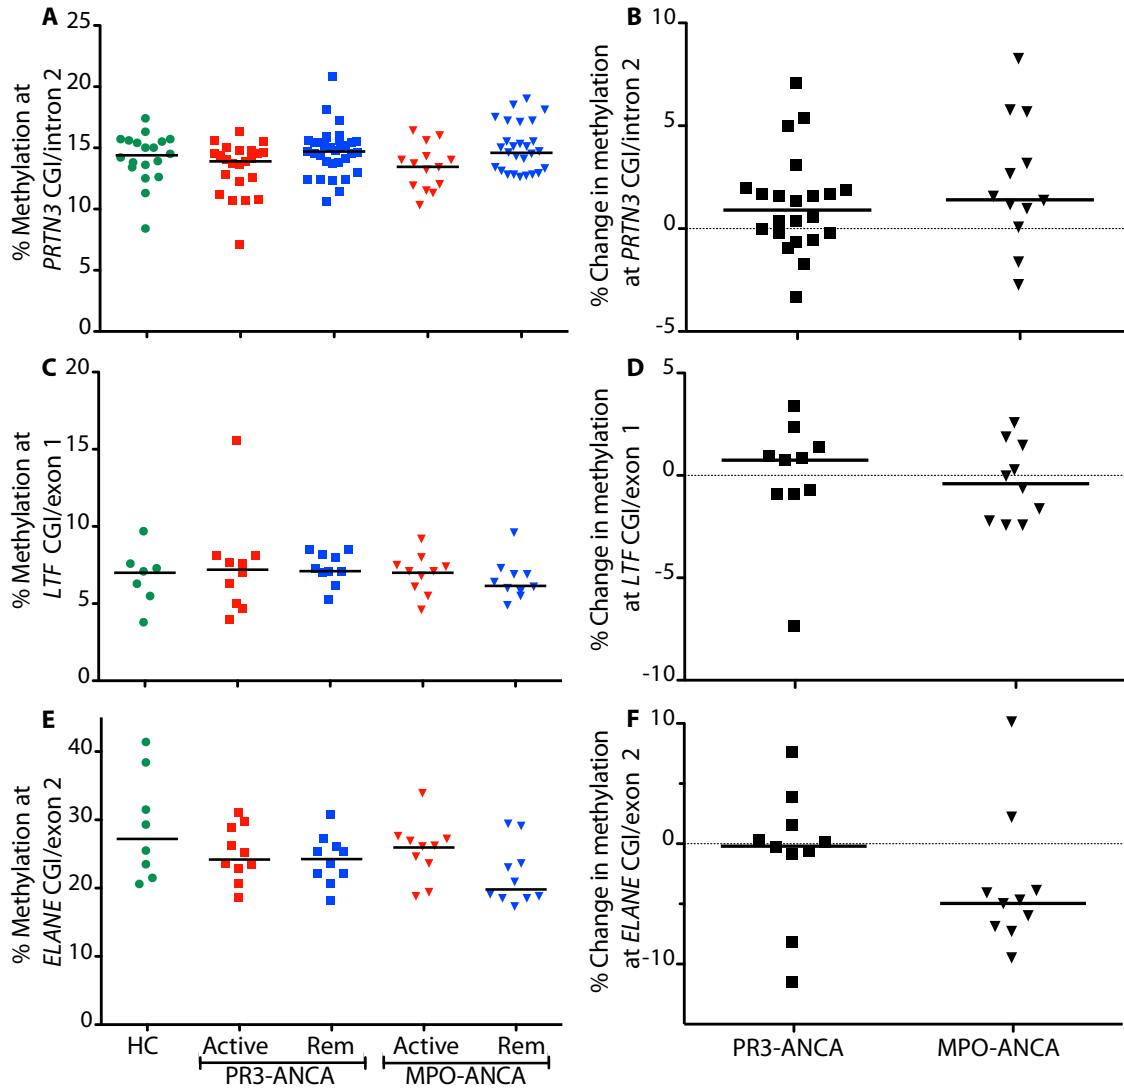 A
% Methylation at
PRTN3 CGI/intron 2
25
20
15
10
5
0
B
% Change in methylation
at PRTN3 CGI/intron 2
10
5
0
-5
C
% Methylation at
LTF CGI/exon 1
20
15
10
5
0
D
% Change in methylation
at LTF CGI/exon 1
5
0
-5
-10
E
% Methylation at
ELANE CGI/exon 2
40
30
20
10
0
HC Active Rem Active Rem
PR3-ANCA MPO-ANCA
F
% Change in methylation
at ELANE CGI/exon 2
10
0
-10
PR3-ANCA MPO-ANCA